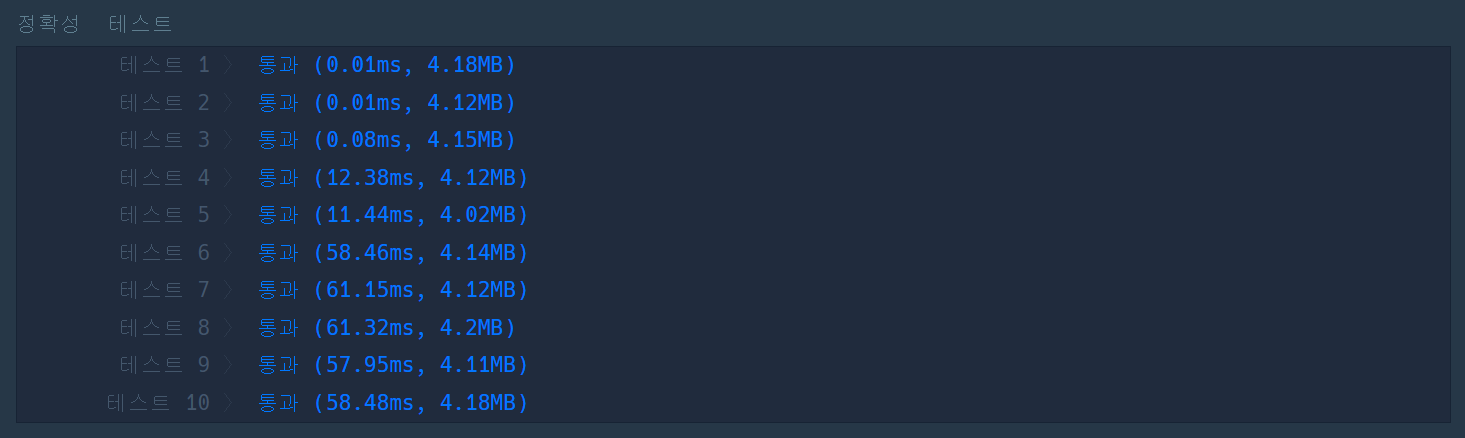 정확성 테스트
테스트 1 〉 통과 (0.01ms, 4.18MB)
테스트 2 〉 통과 (0.01ms, 4.12MB)
테스트 3 〉 통과 (0.08ms, 4.15MB)
테스트 4 〉 통과 (12.38ms, 4.12MB)
테스트 5 〉 통과 (11.44ms, 4.02MB)
테스트 6 〉 통과 (58.46ms, 4.14MB)
테스트 7 〉 통과 (61.15ms, 4.12MB)
테스트 8 〉 통과 (61.32ms, 4.2MB)
테스트 9 〉 통과 (57.95ms, 4.11MB)
테스트 10 〉 통과 (58.48ms, 4.18MB)